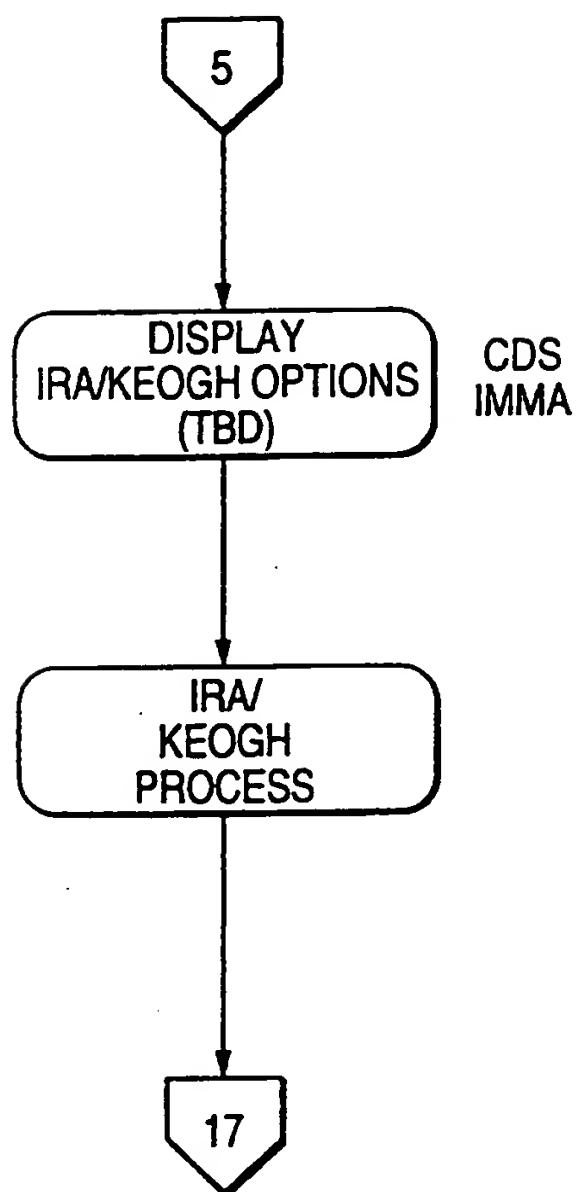 5
DISPLAY
IRA/KEOGH OPTIONS
(TBD)
CDS
IMMA
IRA/
KEOGH
PROCESS
17